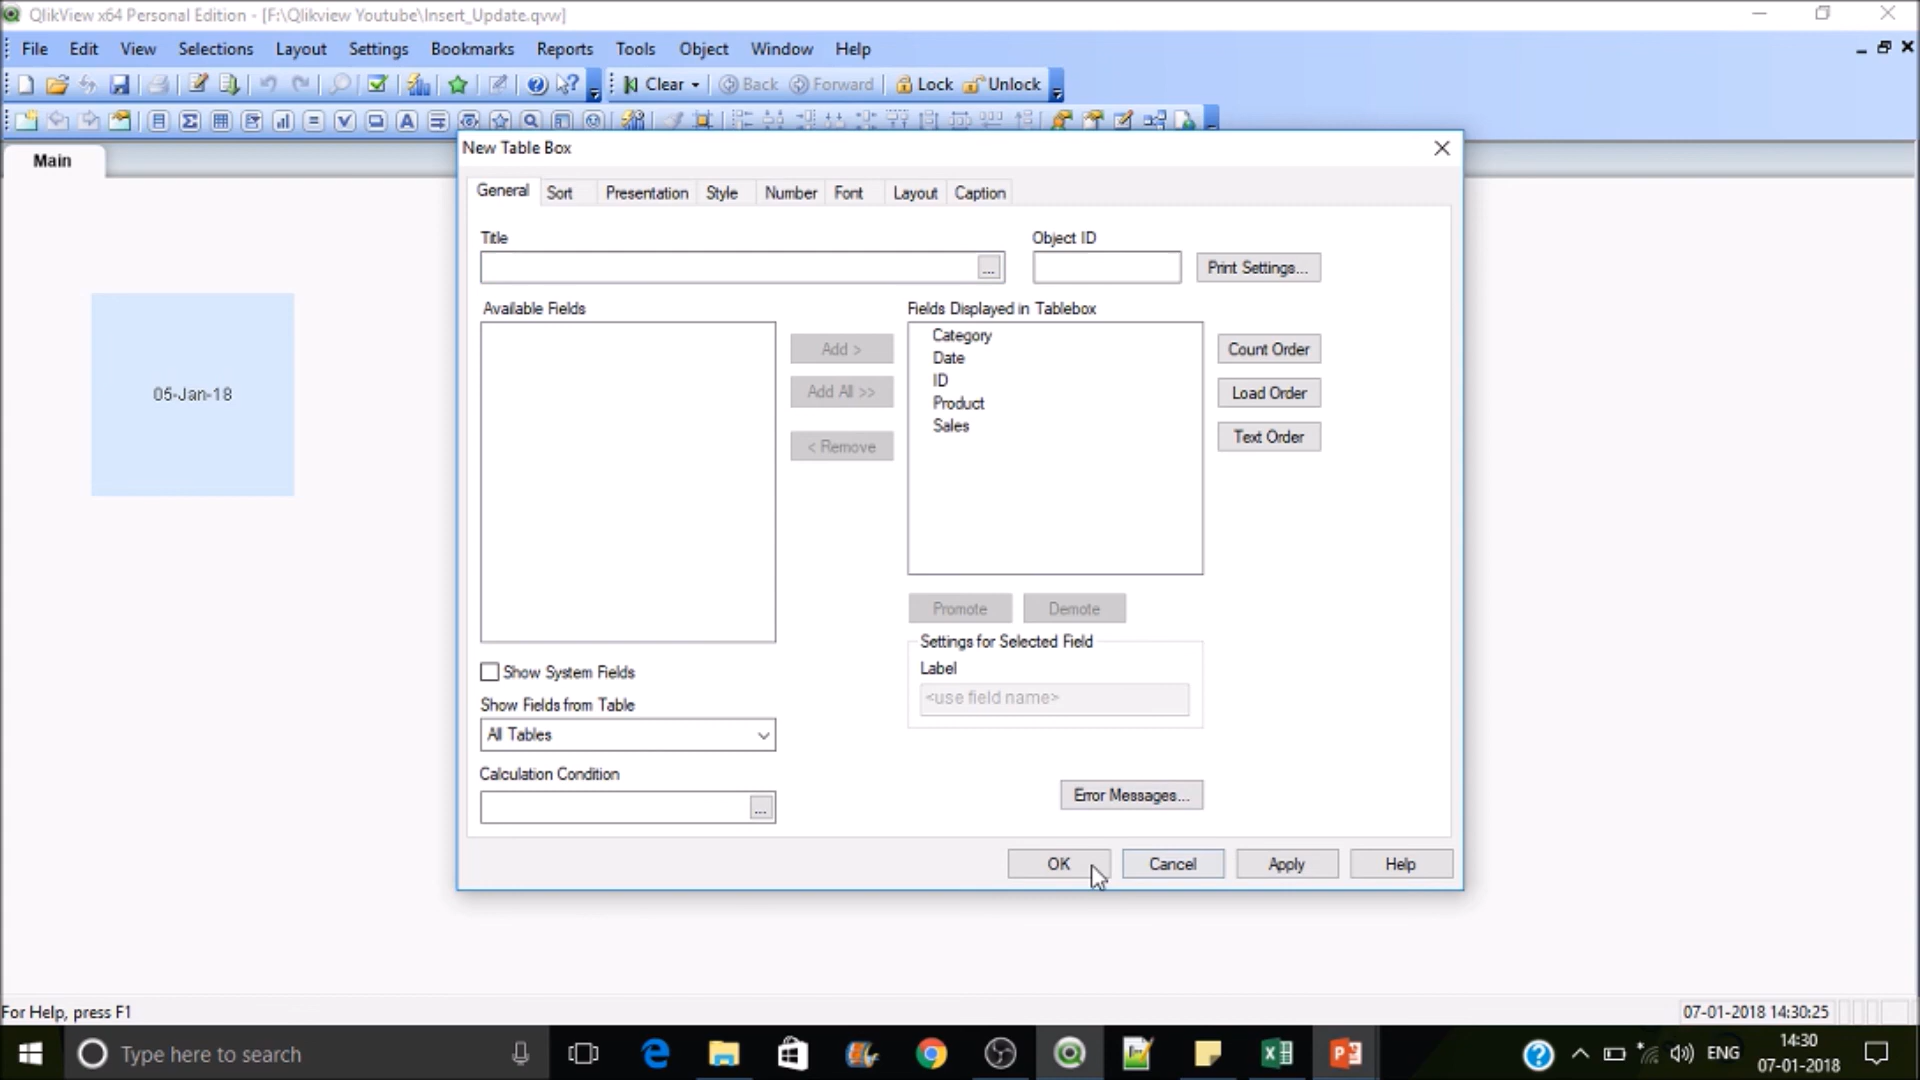 QlikView x64 Personal Edition - [F:\Qlikview Youtube\Insert_Update.qvw]
File Edit View Selections Layout Settings Bookmarks Reports Tools Object Window Help
Clear Back Forward Lock Unlock
Main
New Table Box
General Sort Presentation Style Number Font Layout Caption
Title
Object ID
...
Print Settings...
Available Fields
Fields Displayed in Tablebox
Category
Date
ID
Product
Sales
Add >
Add All >>
< Remove
Count Order
Load Order
Text Order
05-Jan-18
Promote
Demote
Settings for Selected Field
Label
<use field name>
Show System Fields
Show Fields from Table
All Tables
Calculation Condition
...
Error Messages...
OK Cancel Apply Help
For Help, press F1
07-01-2018 14:30:25
Type here to search
ENG
14:30
07-01-2018